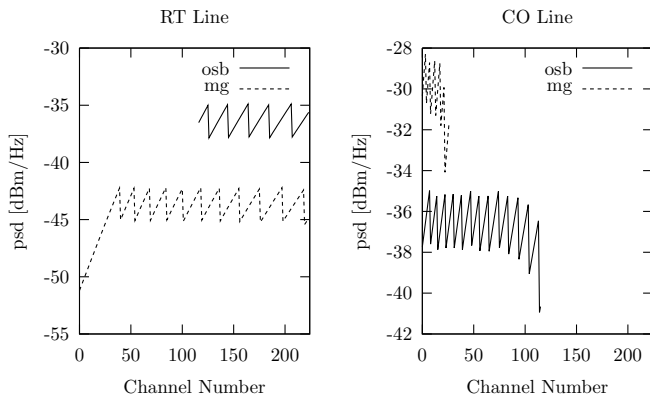 RT Line
CO Line
-30
-35
-40
-45
-50
-55
psd [dBm/Hz]
osb
mg
0
50
100
150
200
Channel Number
-28
-30
-32
-34
-36
-38
-40
-42
psd [dBm/Hz]
osb
mg
0
50
100
150
200
Channel Number